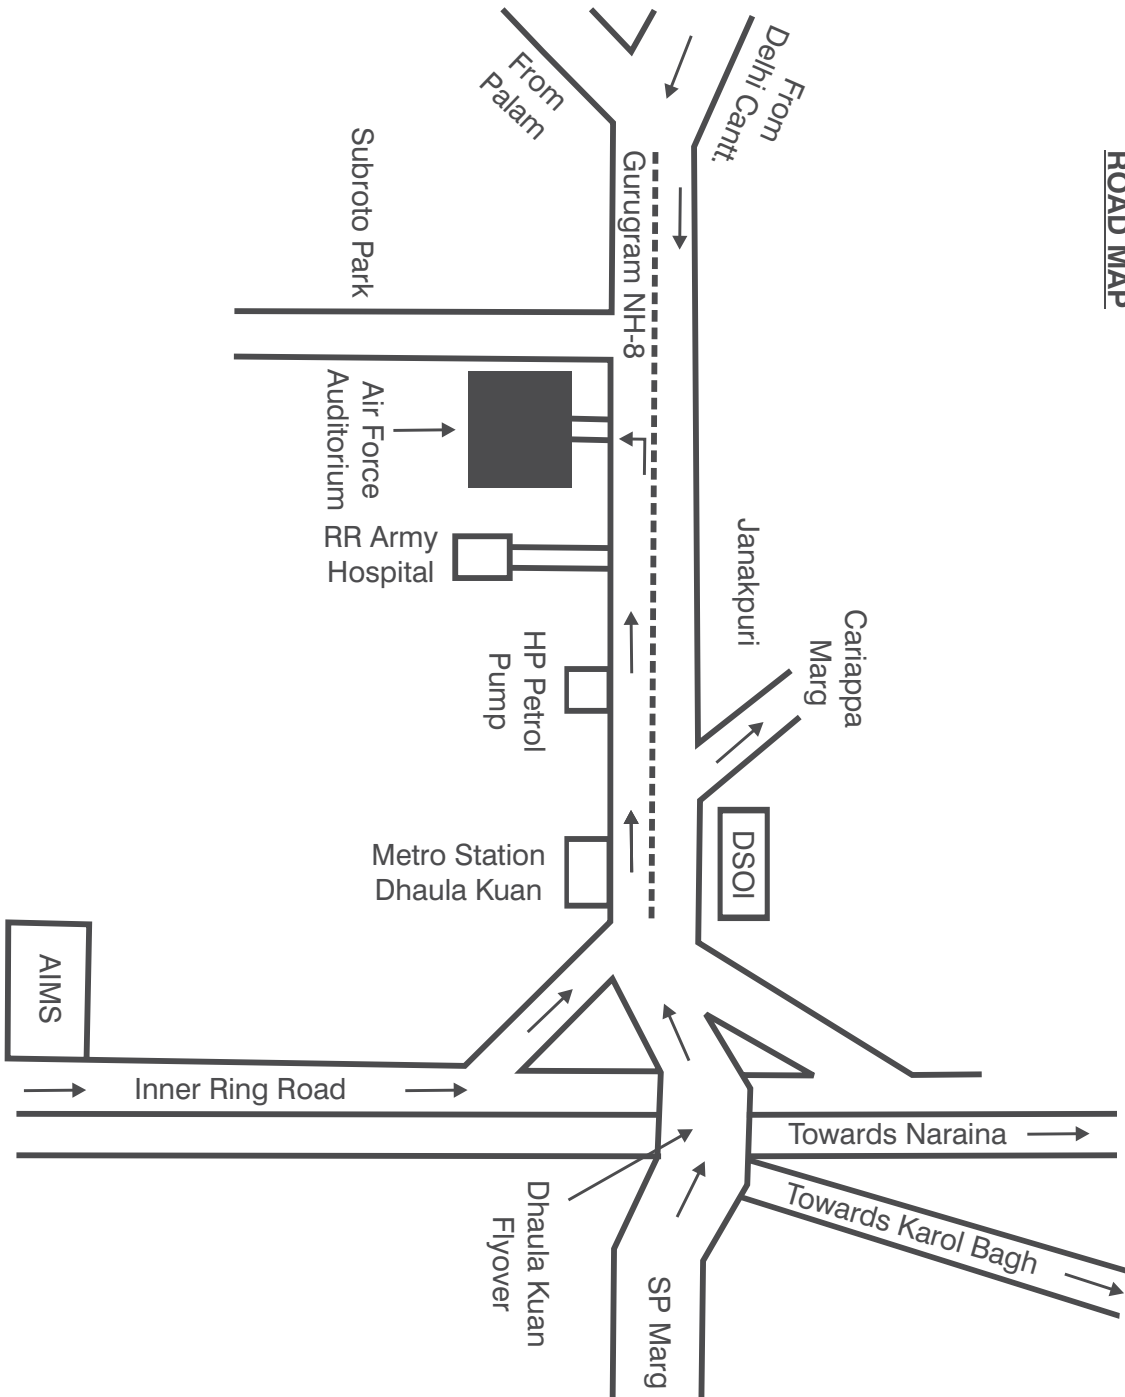 ROAD MAP
From
Delhi Cantt.
From
Palam
Gurugram NH-8
Subroto Park
Air Force
Auditorium
RR Army
Hospital
Janakpuri
Cariappa
Marg
HP Petrol
Pump
DSOI
Metro Station
Dhaula Kuan
AIMS
Inner Ring Road
Towards Naraina
Towards Karol Bagh
Dhaula Kuan
Flyover
SP Marg